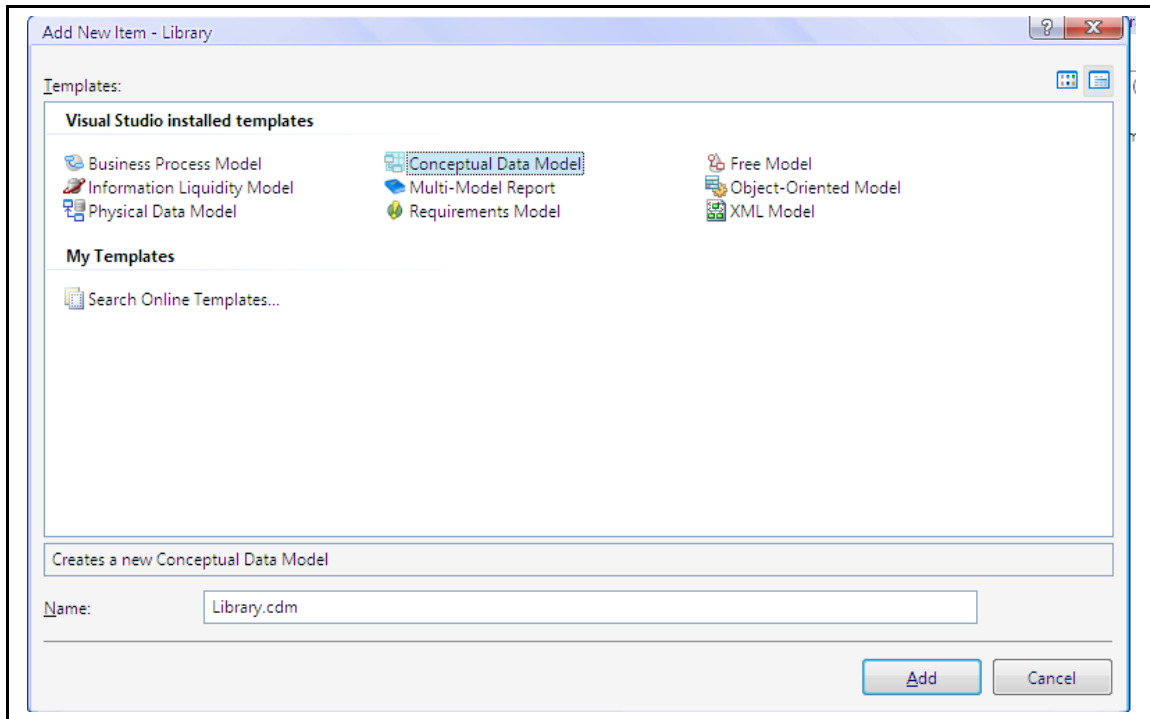 Add New Item - Library
Templates:
Visual Studio installed templates
Business Process Model Conceptual Data Model Free Model
Information Liquidity Model Multi-Model Report Object-Oriented Model
Physical Data Model Requirements Model XML Model
My Templates
Search Online Templates...
Creates a new Conceptual Data Model
Name: Library.cdm
Add Cancel